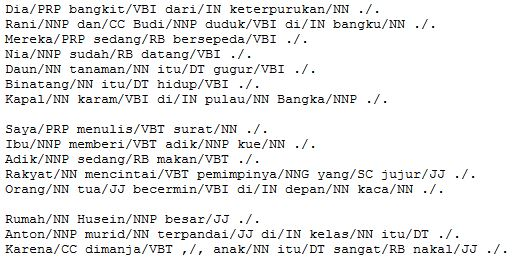 Dia/PRP bangkit/VBI dari/IN keterpurukan/NN ./.
Rani/NNP dan/CC Budi/NNP duduk/VBI di/IN bangku/NN ./.
Mereka/PRP sedang/RB bersepeda/VBI ./.
Nia/NNP sudah/RB datang/VBI ./.
Daun/NN tanaman/NN itu/DT gugur/VBI ./.
Binatang/NN itu/DT hidup/VBI ./.
Kapal/NN karam/VBI di/IN pulau/NN Bangka/NNP ./.
Saya/PRP menulis/VBT surat/NN ./.
Ibu/NNP memberi/VBT adik/NNP kue/NN ./.
Adik/NNP sedang/RB makan/VBT ./.
Rakyat/NN mencintai/VBT pemimpinya/NNG yang/SC jujur/JJ ./.
Orang/NN tua/JJ becermin/VBI di/IN depan/NN kaca/NN ./.
Rumah/NN Husein/NNP besar/JJ ./.
Anton/NNP murid/NN terpandai/JJ di/IN kelas/NN itu/DT ./.
Karena/CC dimanja/VBT ,/, anak/NN itu/DT sangat/RB nakal/JJ ./.